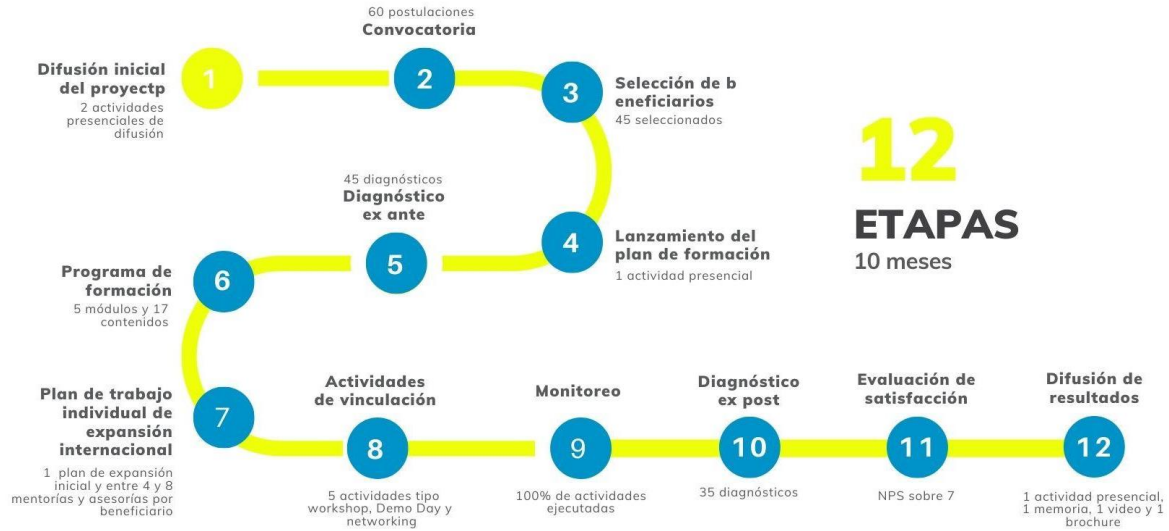 Difusión inicial
del proyectp
2 actividades
presenciales de
difusión
1
60 postulaciones
Convocatoria
2
3
Selección de b
eneficiarios
45 seleccionados
12
ETAPAS
10 meses
4
Lanzamiento del
plan de formación
1 actividad presencial
45 diagnósticos
Diagnóstico
ex ante
5
Programa de
formación
5 módulos y 17
contenidos
6
Plan de trabajo
individual de
expansión
internacional
1 plan de expansión
inicial y entre 4 y 8
mentorías y asesorías por
beneficiario
7
Actividades
de vinculación
8
5 actividades tipo
workshop, Demo Day y
networking
Monitoreo
9
100% de actividades
ejecutadas
Diagnóstico
ex post
10
35 diagnósticos
Evaluación de
satisfacción
11
NPS sobre 7
Difusión de
resultados
12
1 actividad presencial,
1 memoria, 1 video y 1
brochure